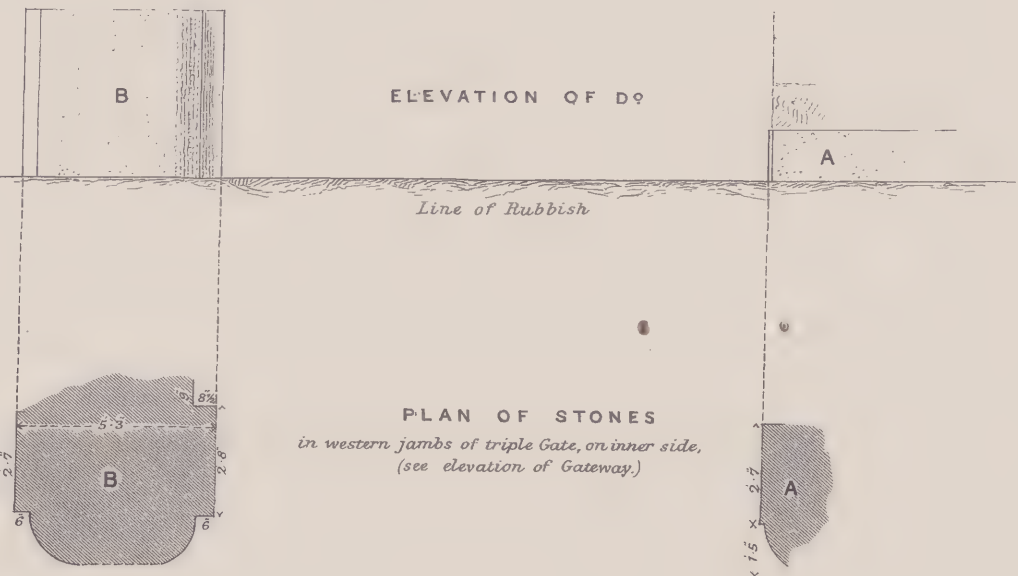 B
ELEVATION OF Dº
A
Line of Rubbish
9"
8½"
PLAN OF STONES
in western jambs of triple Gate, on inner side,
(see elevation of Gateway.)
5·3"
2·7"
B
2·8"
6"
6"
2·7"
A
1·5"